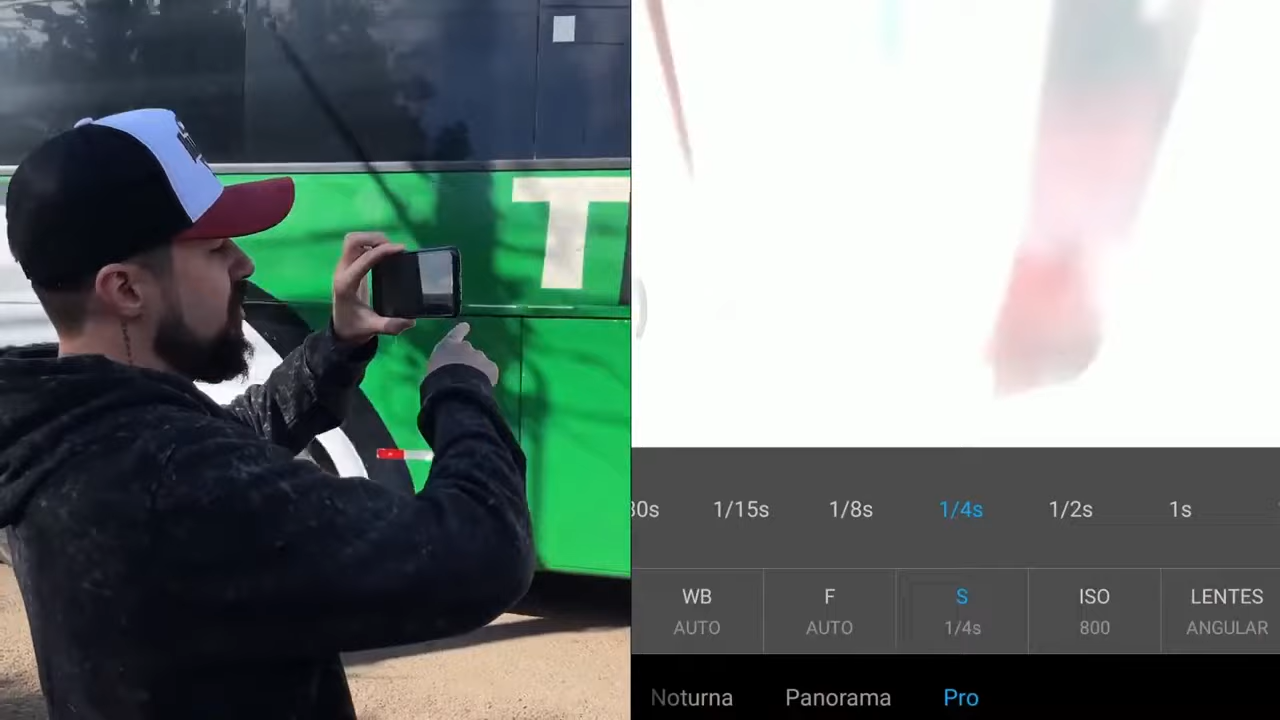 T
30s 1/15s 1/8s 1/4s 1/2s 1s
WB F S ISO LENTES
AUTO AUTO 1/4s 800 ANGULAR
Noturna Panorama Pro